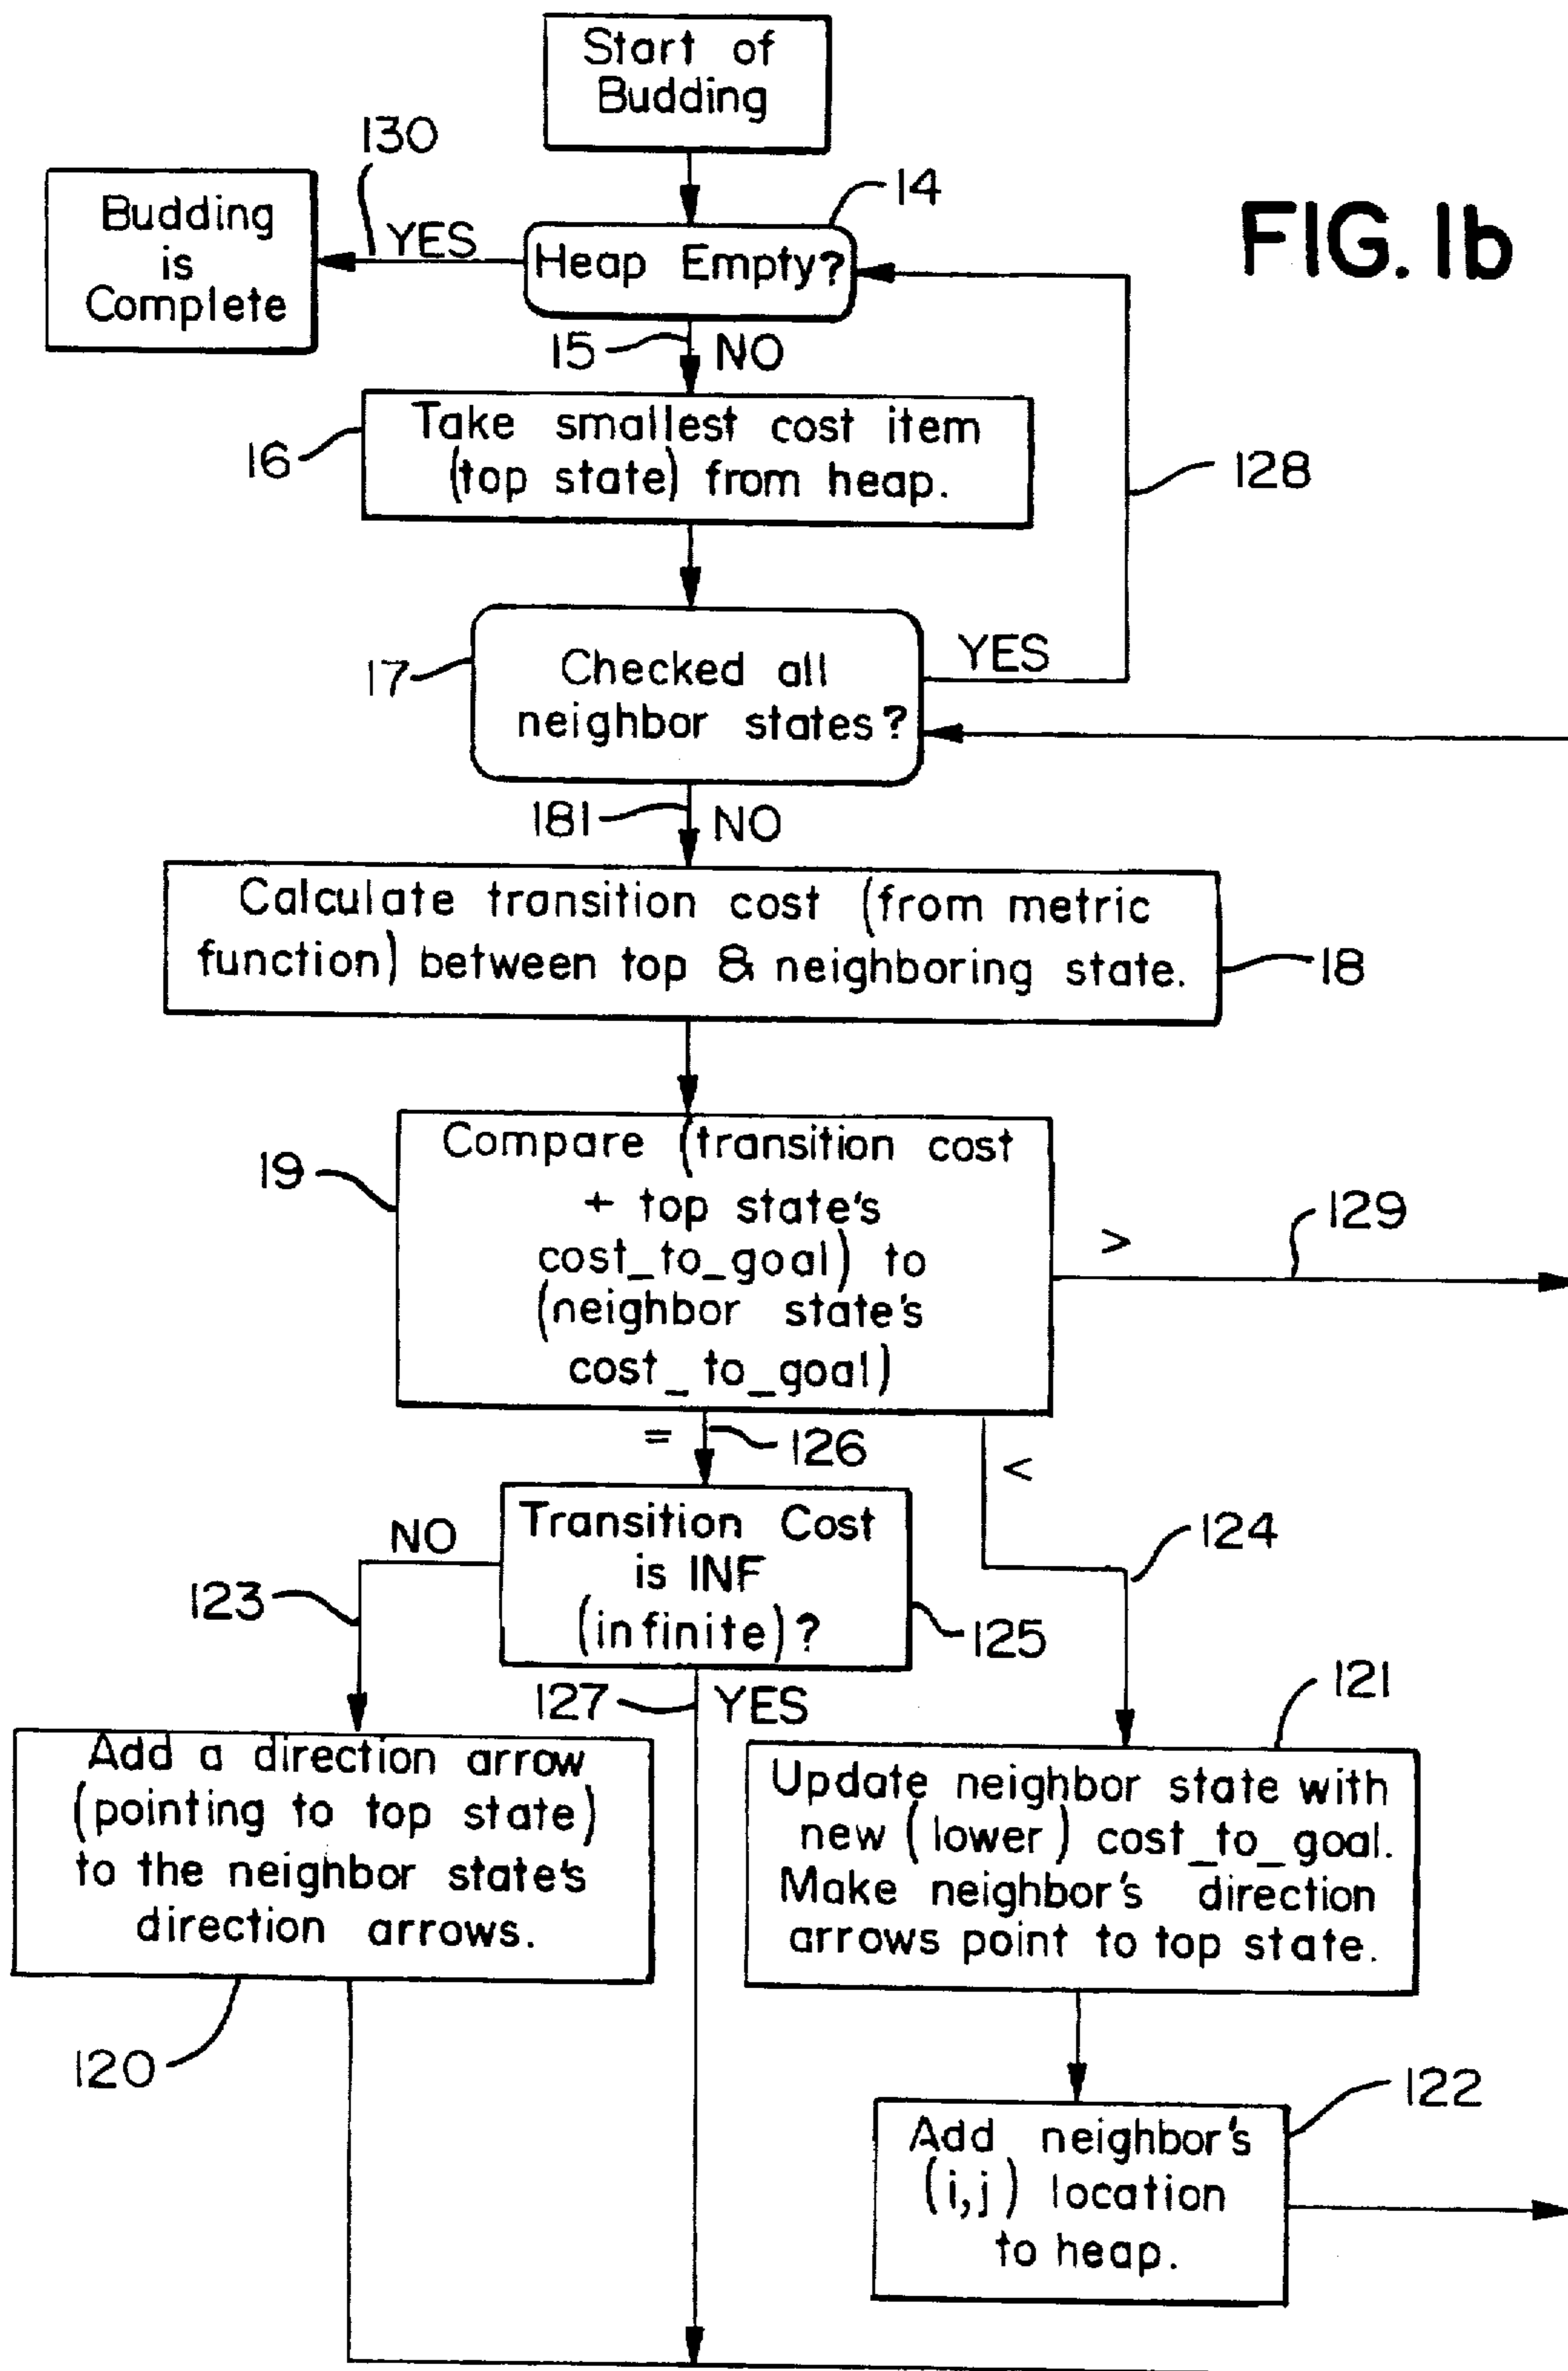 Start of
Budding
130
14
FIG. 1b
Budding
is
Complete
YES
Heap Empty?
15
NO
16
Take smallest cost item
(top state) from heap.
128
17
Checked all
neighbor states?
YES
181
NO
Calculate transition cost (from metric
function) between top & neighboring state.
18
19
Compare (transition cost
+ top state's
cost_to_goal) to
(neighbor state's
cost_to_goal)
>
129
=
126
<
NO
Transition Cost
is INF
(infinite)?
124
123
125
127
YES
121
Add a direction arrow
(pointing to top state)
to the neighbor state's
direction arrows.
Update neighbor state with
new (lower) cost_to_goal.
Make neighbor's direction
arrows point to top state.
120
122
Add neighbor's
(i,j) location
to heap.